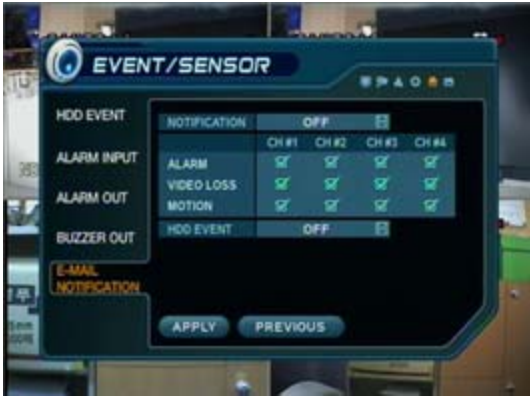 EVENT/SENSOR
HDD EVENT
ALARM INPUT
ALARM OUT
BUZZER OUT
E-MAIL
NOTIFICATION
NOTIFICATION OFF
CH #1 CH #2 CH #3 CH #4
ALARM
VIDEO LOSS
MOTION
HDD EVENT OFF
APPLY PREVIOUS